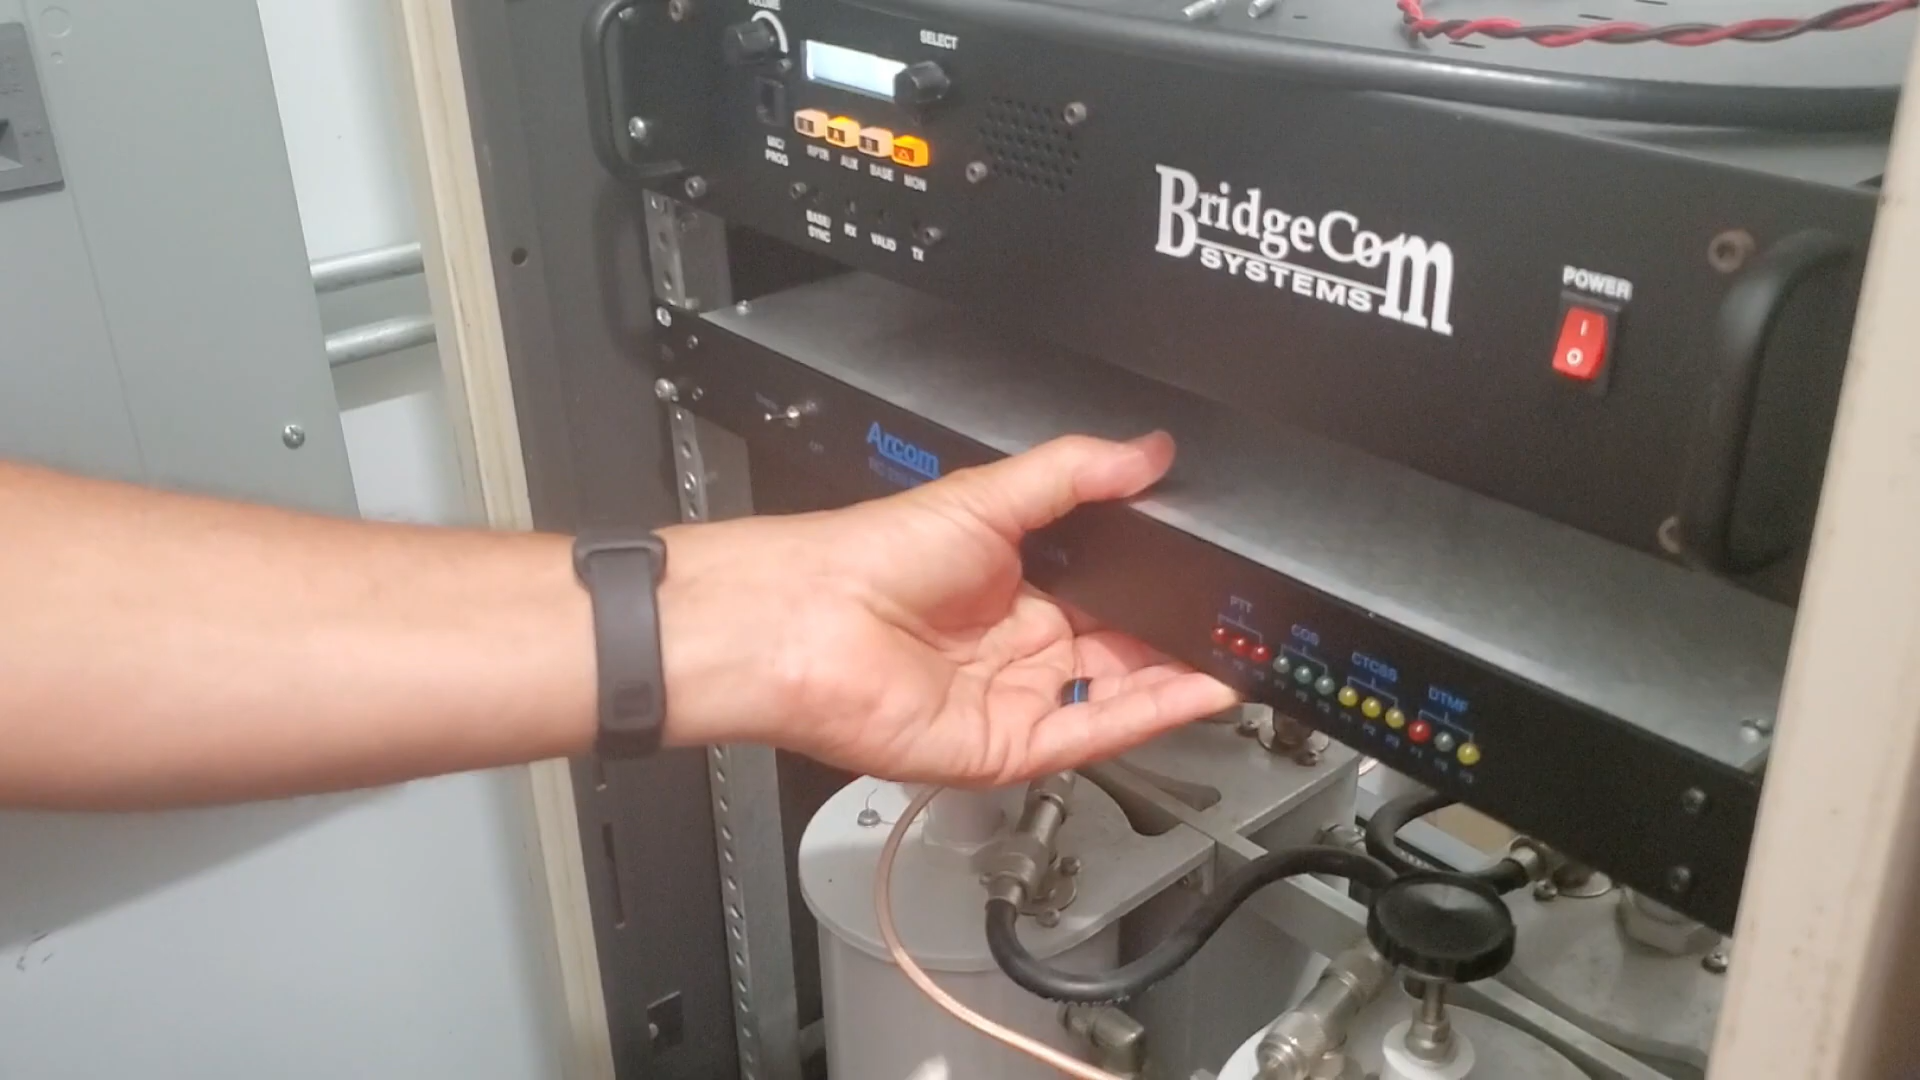 VOLUME
SELECT
MIC/
PROG
RPTR
AUX
BASE
MON
BASE/
SYNC
RX
VALID
TX
BridgeCom
SYSTEMS
POWER
I
O
Arcom
PTT
COS
CTCSS
DTMF